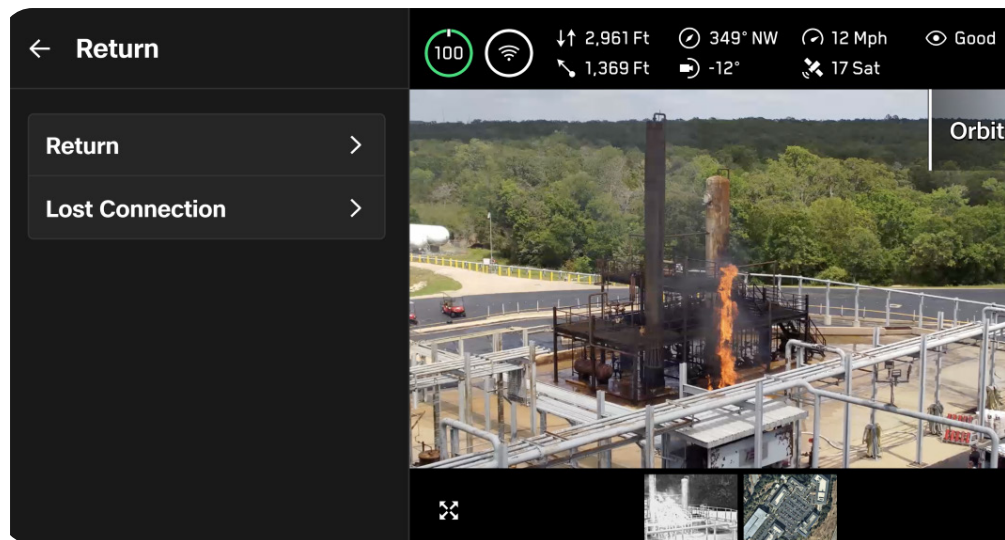 Return
Return
Lost Connection
100
2,961 Ft
349° NW
12 Mph
Good
1,369 Ft
-12°
17 Sat
Orbit